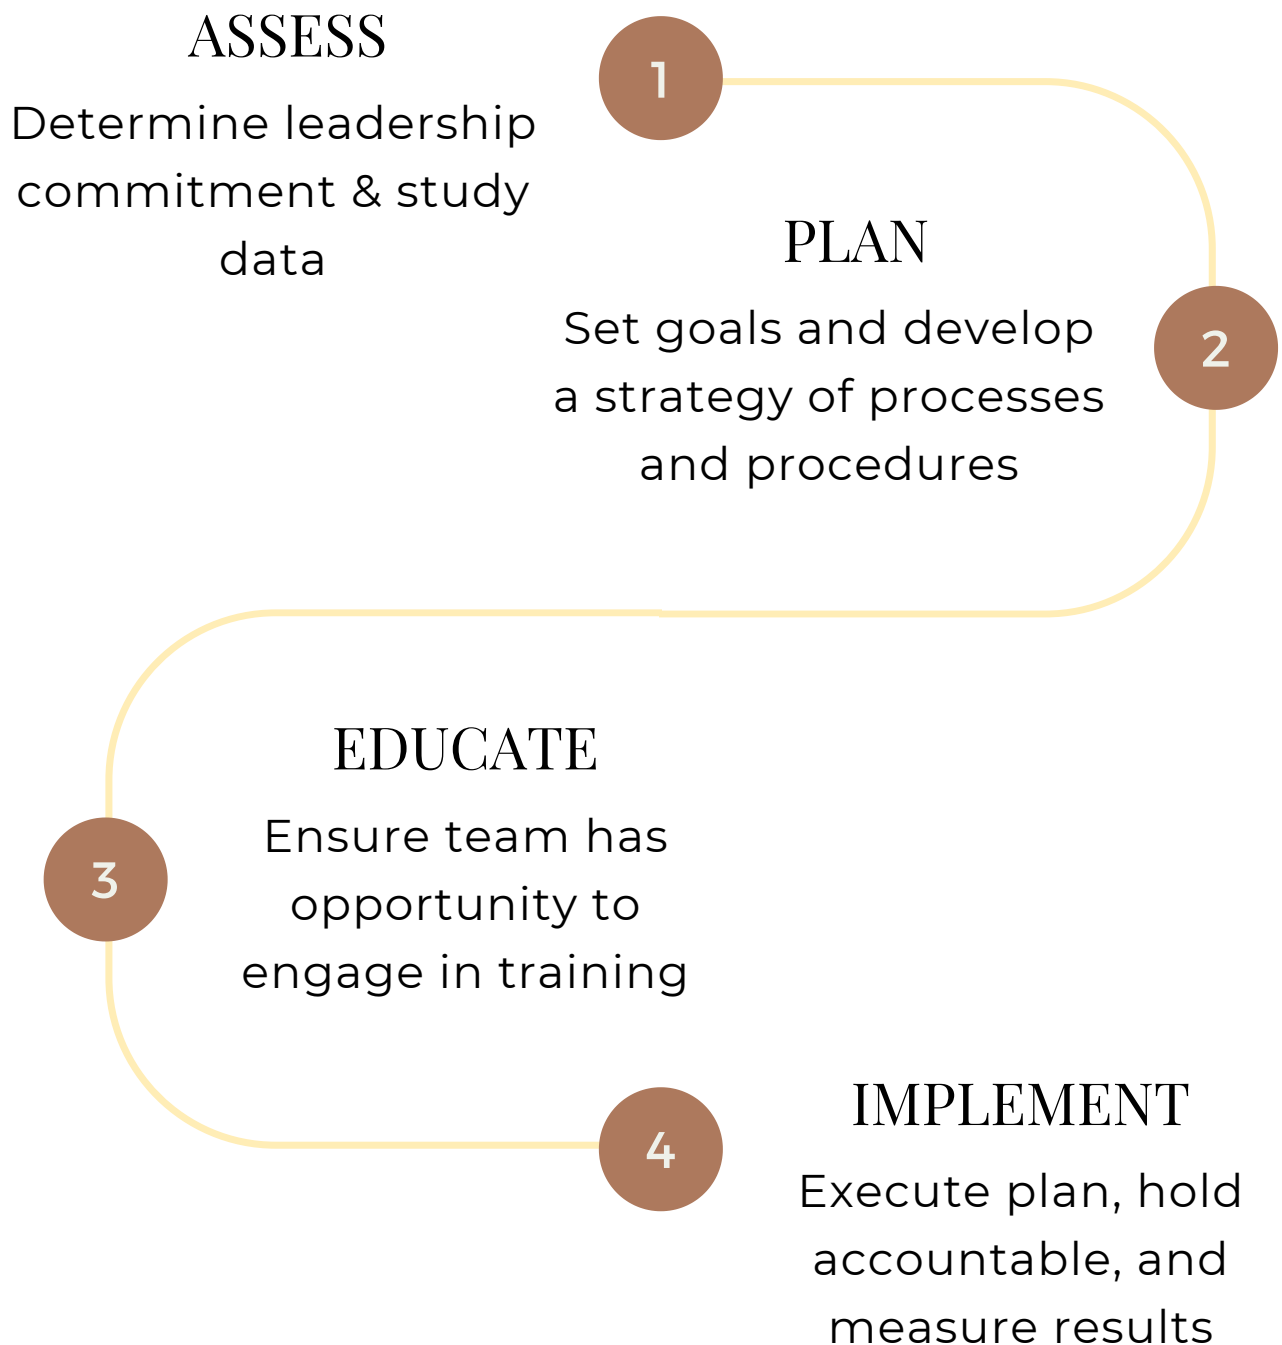 ASSESS
1
Determine leadership
commitment & study
data
PLAN
2
Set goals and develop
a strategy of processes
and procedures
EDUCATE
3
Ensure team has
opportunity to
engage in training
4
IMPLEMENT
Execute plan, hold
accountable, and
measure results